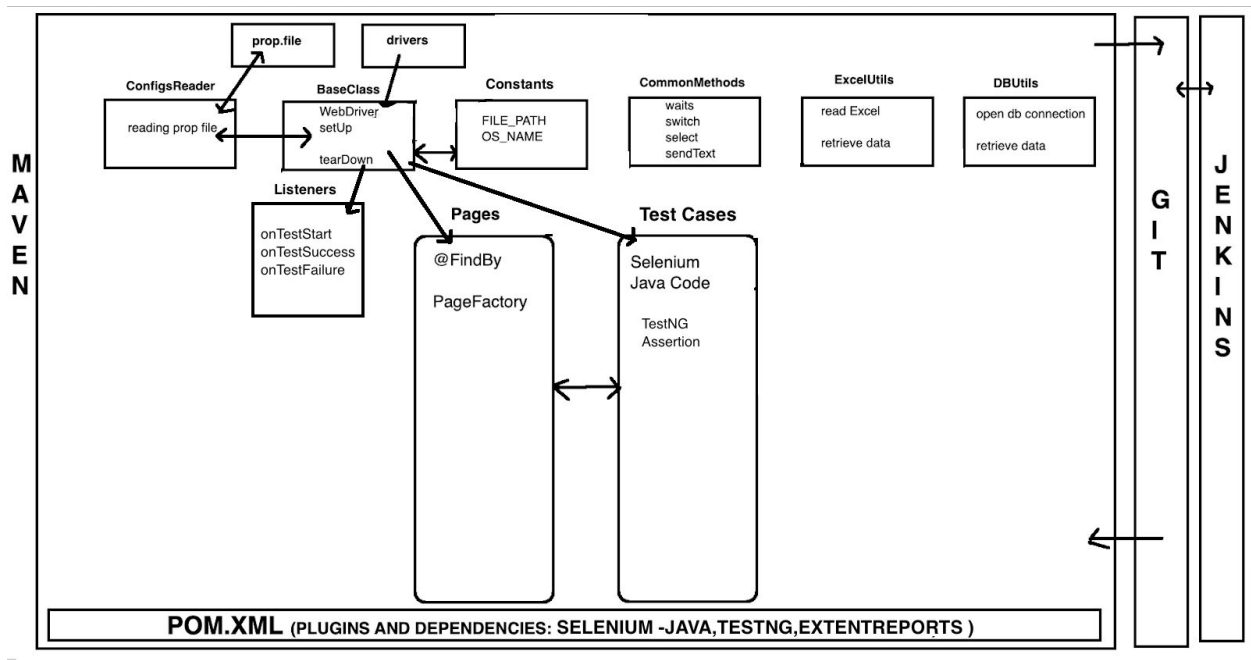 prop.file
drivers
ConfigsReader
reading prop file
BaseClass
WebDriver
setUp
tearDown
Constants
FILE_PATH
OS_NAME
CommonMethods
waits
switch
select
sendText
ExcelUtils
read Excel
retrieve data
DBUtils
open db connection
retrieve data
MAVEN
Listeners
onTestStart
onTestSuccess
onTestFailure
Pages
@FindBy
PageFactory
Test Cases
Selenium
Java Code
TestNG
Assertion
GIT
JENKINS
POM.XML (PLUGINS AND DEPENDENCIES: SELENIUM -JAVA,TESTNG,EXTENTREPORTS )